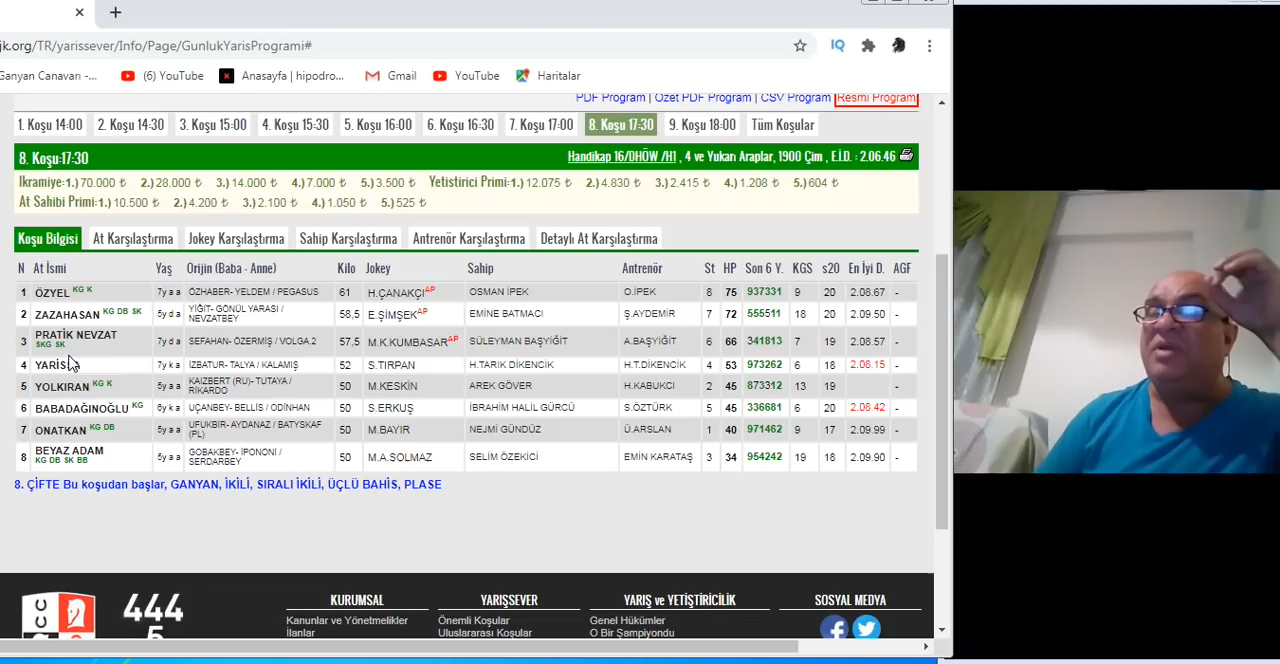 jk.org/TR/yarissever/Info/Page/GunlukYarisProgrami#
IQ
Ganyan Canavarı -... (6) YouTube Anasayfa | hipodro... Gmail YouTube Haritalar
PDF Program | Özet PDF Program | CSV Program Resmi Program
1. Koşu 14:00 2. Koşu 14:30 3. Koşu 15:00 4. Koşu 15:30 5. Koşu 16:00 6. Koşu 16:30 7. Koşu 17:00 8. Koşu 17:30 9. Koşu 18:00 Tüm Koşular
8. Koşu:17:30 Handikap 16/DHÖW /H1 , 4 ve Yukarı Araplar, 1900 Çim , E.İ.D. : 2.06.46
İkramiye:1.) 70.000 ₺ 2.) 28.000 ₺ 3.) 14.000 ₺ 4.) 7.000 ₺ 5.) 3.500 ₺ Yetistirici Primi:1.) 12.075 ₺ 2.) 4.830 ₺ 3.) 2.415 ₺ 4.) 1.208 ₺ 5.) 604 ₺
At Sahibi Primi:1.) 10.500 ₺ 2.) 4.200 ₺ 3.) 2.100 ₺ 4.) 1.050 ₺ 5.) 525 ₺
Koşu Bilgisi At Karşılaştırma Jokey Karşılaştırma Sahip Karşılaştırma Antrenör Karşılaştırma Detaylı At Karşılaştırma
N At İsmi Yaş Orijin (Baba - Anne) Kilo Jokey Sahip Antrenör St HP Son 6 Y. KGS s20 En İyi D. AGF
1 ÖZYEL KG K 7y a a ÖZHABER- YELDEM / PEGASUS 61 H.ÇANAKÇI AP OSMAN İPEK O.İPEK 8 75 937331 9 20 2.08.67 -
2 ZAZAHASAN KG DB SK 5y d a YİĞİT- GÖNÜL YARASI / NEVZATBEY 58,5 E.ŞİMŞEK AP EMİNE BATMACI Ş.AYDEMİR 7 72 555511 18 20 2.09.50 -
3 PRATİK NEVZAT SKG SK 7y d a SEFAHAN- ÖZERMİŞ / VOLGA.2 57,5 M.K.KUMBASAR AP SÜLEYMAN BAŞYİĞİT A.BAŞYİĞİT 6 66 341813 7 19 2.08.57 -
4 7y k a İZBATUR- TALYA / KALAMIŞ 52 S.TIRPAN H.TARIK DİKENCİK H.T.DİKENCİK 4 53 973262 6 18 2.08.15 -
5 YOLKIRAN KG K 5y a a KAIZBERT (RU)- TUTAYA / RİKARDO 50 M.KESKİN AREK GÖVER H.KABUKCI 2 45 873312 13 19 -
6 BABADAĞINOĞLU KG 6y k a UÇANBEY- BELLİS / ODİNHAN 50 S.ERKUŞ İBRAHİM HALİL GÜRCÜ S.ÖZTÜRK 5 45 336681 6 20 2.08.42 -
7 ONATKAN KG DB 5y a a UFUKBİR- AYDANAZ / BATYSKAF (PL) 50 M.BAYIR NEJMİ GÜNDÜZ Ü.ARSLAN 1 40 971462 9 17 2.09.99 -
8 BEYAZ ADAM KG DB SK BB 5y a a GOBAKBEY- İPONONİ / SERDARBEY 50 M.A.SOLMAZ SELİM ÖZEKİCİ EMİN KARATAŞ 3 34 954242 19 18 2.09.90 -
8. ÇİFTE Bu koşudan başlar, GANYAN, İKİLİ, SIRALI İKİLİ, ÜÇLÜ BAHİS, PLASE
444
5
KURUMSAL YARIŞSEVER YARIŞ ve YETİŞTİRİCİLİK SOSYAL MEDYA
Kanunlar ve Yönetmelikler Önemli Koşular Genel Hükümler
İlanlar Uluslararası Koşular O Bir Şampiyondu